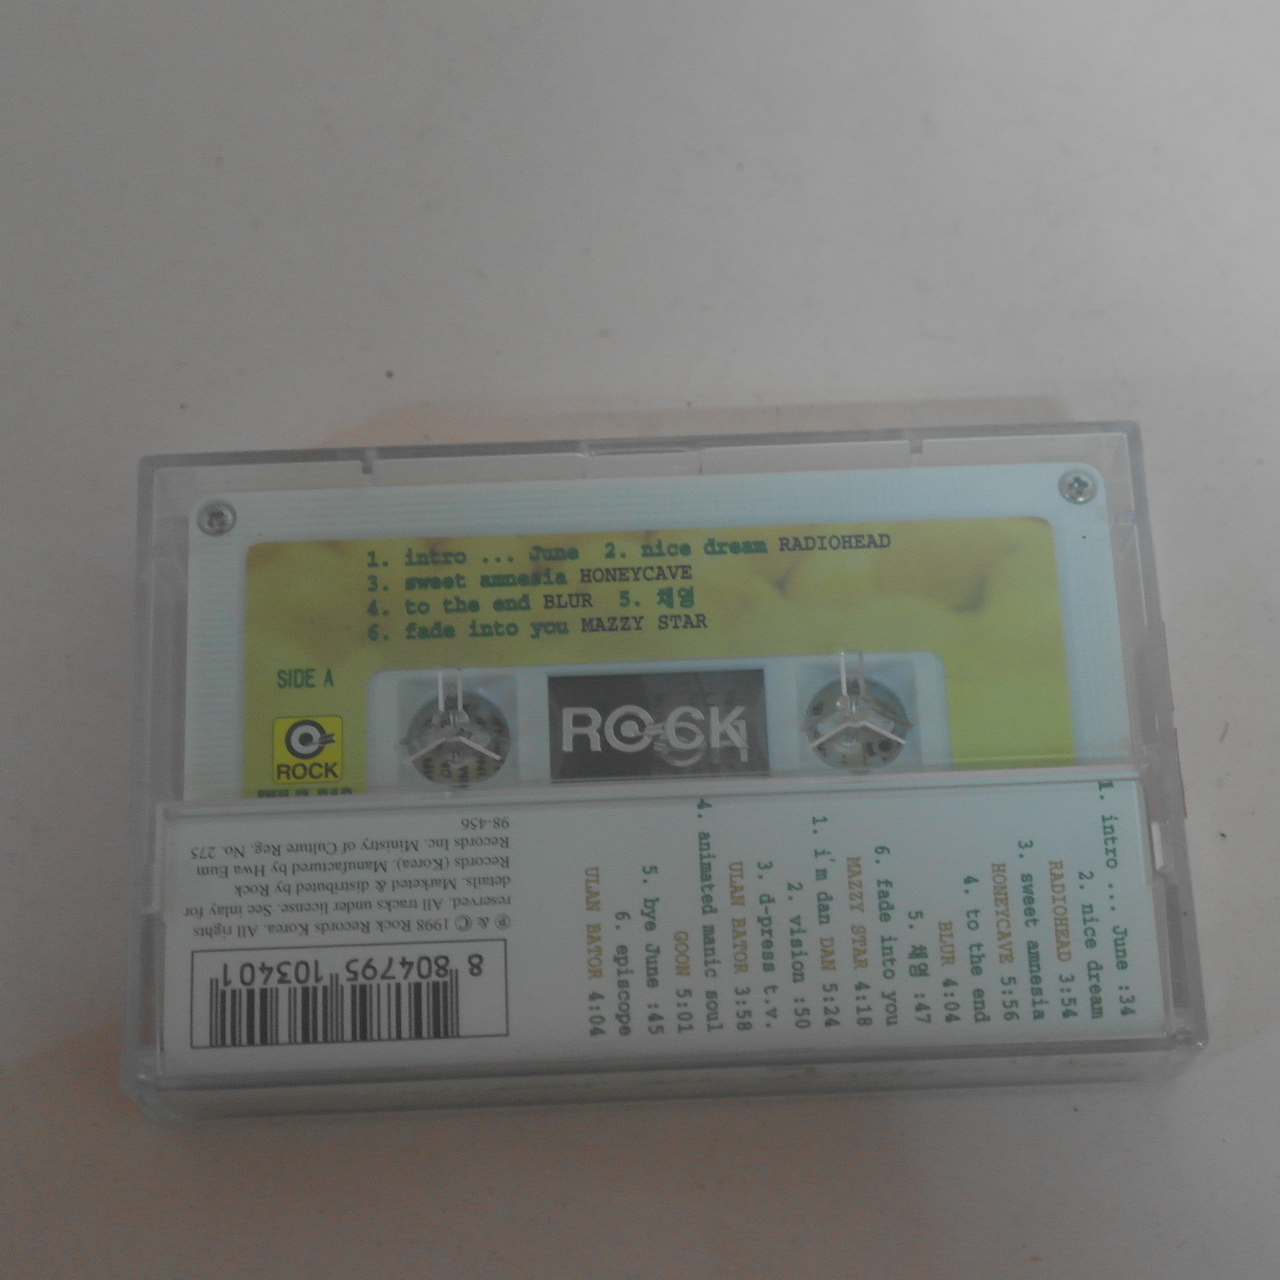 1. intro ... June 2. nice dream RADIOHEAD
3. sweet amnesia HONEYCAVE
4. to the end BLUR 5. 채영
6. fade into you MAZZY STAR
SIDE A
ROCK
ROCK
1. intro ... June :34
2. nice dream
RADIOHEAD 3:54
3. sweet amnesia
HONEYCAVE 5:56
4. to the end
BLUR 4:04
5. 채영 :47
6. fade into you
MAZZY STAR 4:18
1. i'm dan DAN 5:24
2. vision :50
3. d-press t.v.
ULAN BATOR 3:58
4. animated manic soul
GOON 5:01
5. bye June :45
6. episcope
ULAN BATOR 4:04
8 804795 103401
℗ & © 1998 Rock Records Korea. All rights
reserved. All tracks under license. See inlay for
details. Marketed & distributed by Rock
Records (Korea). Manufactured by Hwa Eum
Records Inc. Ministry of Culture Reg. No. 275
98-456